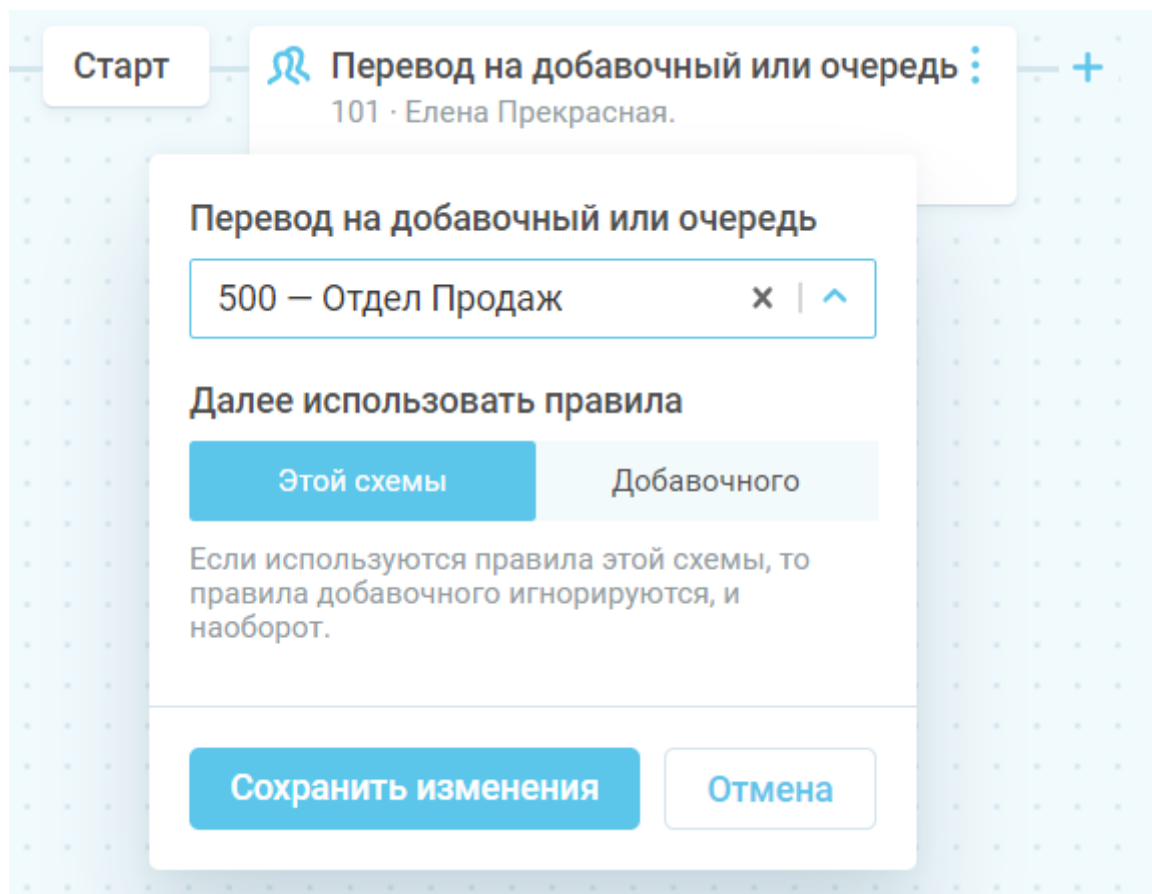 Старт
Перевод на добавочный или очередь
101 · Елена Прекрасная.
Перевод на добавочный или очередь
500 — Отдел Продаж
Далее использовать правила
Этой схемы
Добавочного
Если используются правила этой схемы, то
правила добавочного игнорируются, и
наоборот.
Сохранить изменения
Отмена